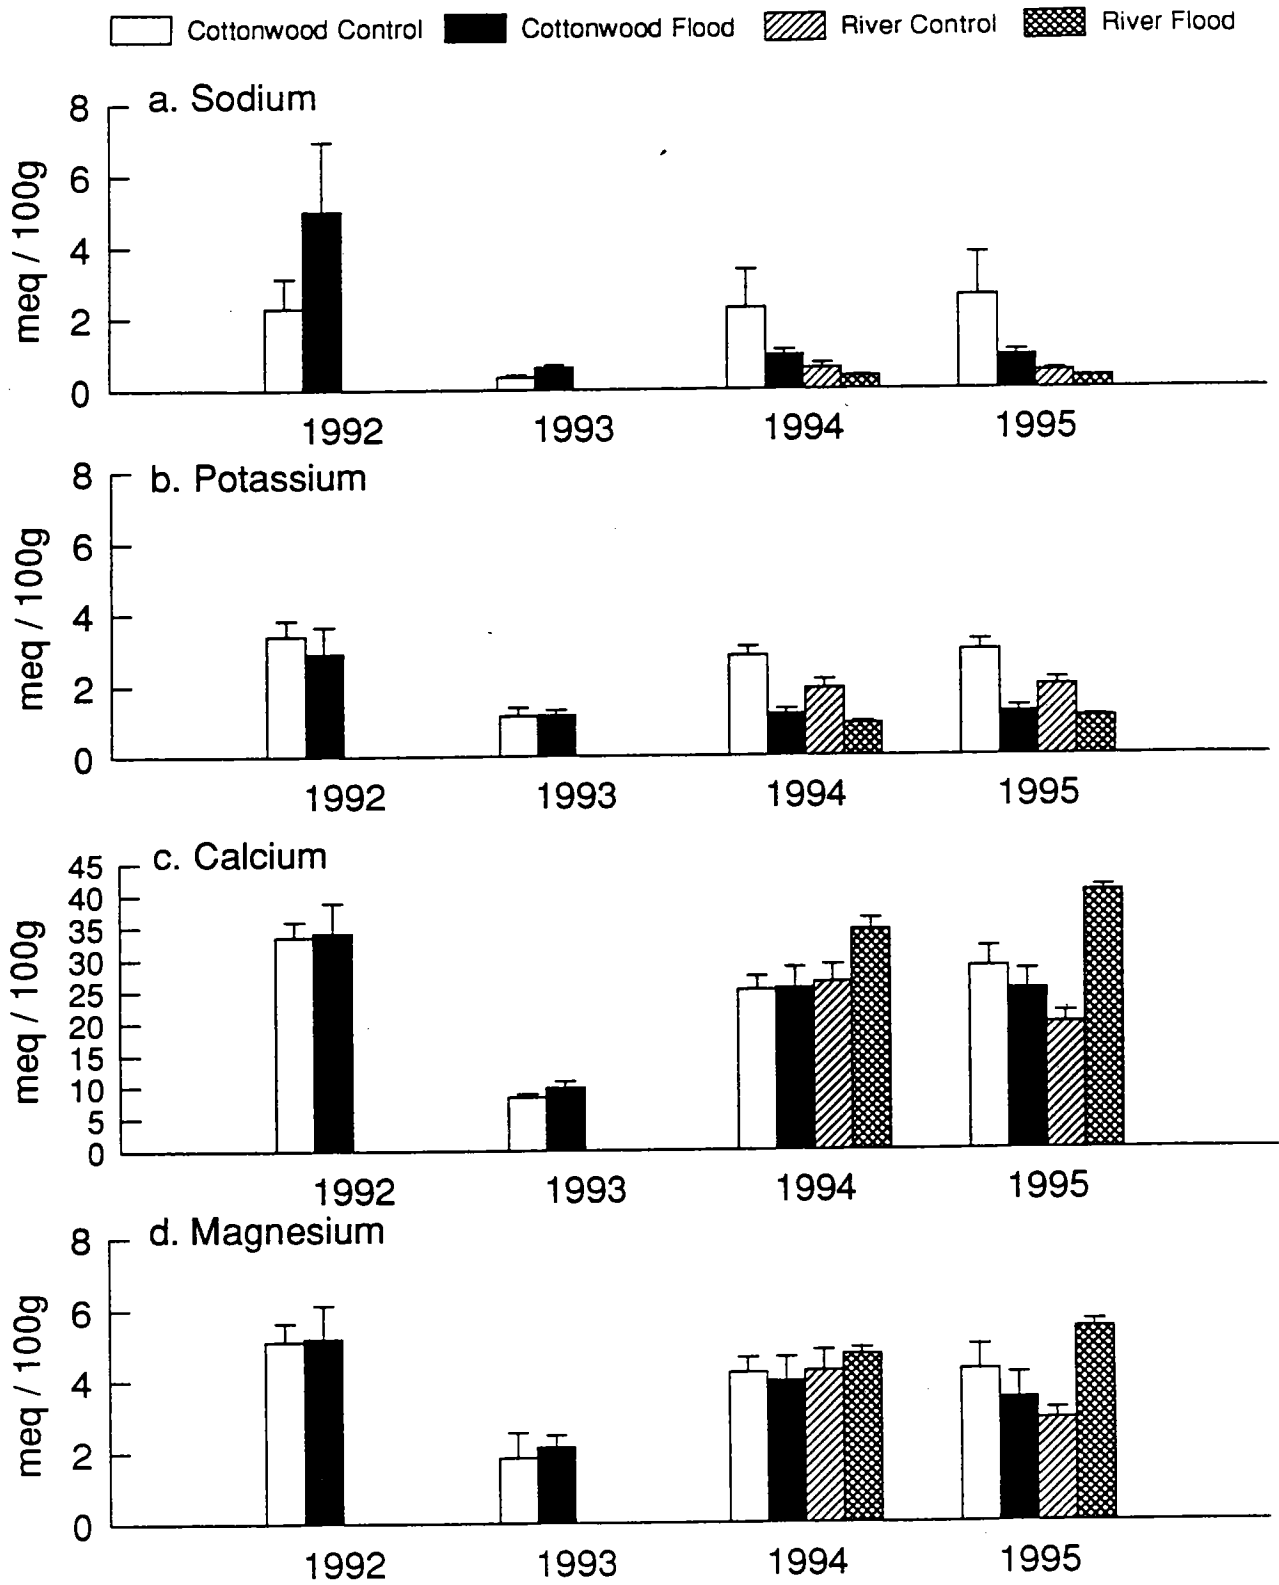 Cottonwood Control Cottonwood Flood River Control River Flood
a. Sodium
meq / 100g
8
6
4
2
0
1992 1993 1994 1995
b. Potassium
meq / 100g
8
6
4
2
0
1992 1993 1994 1995
c. Calcium
meq / 100g
45
40
35
30
25
20
15
10
5
0
1992 1993 1994 1995
d. Magnesium
meq / 100g
8
6
4
2
0
1992 1993 1994 1995